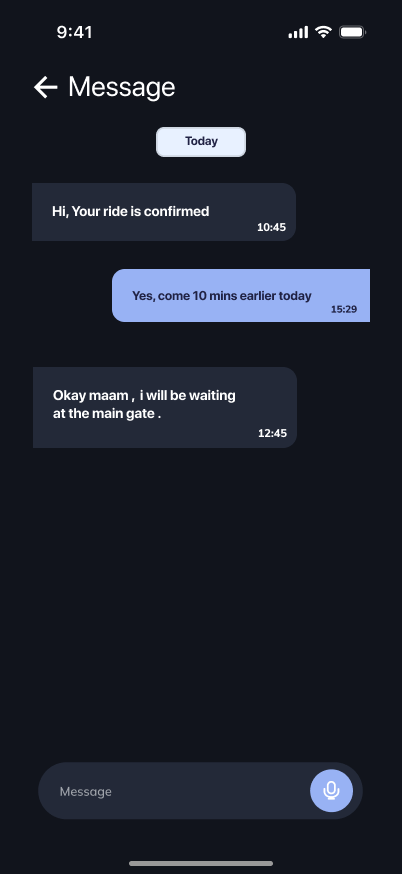 9:41
Message
Today
Hi, Your ride is confirmed
10:45
Yes, come 10 mins earlier today
15:29
Okay maam , i will be waiting
at the main gate .
12:45
Message